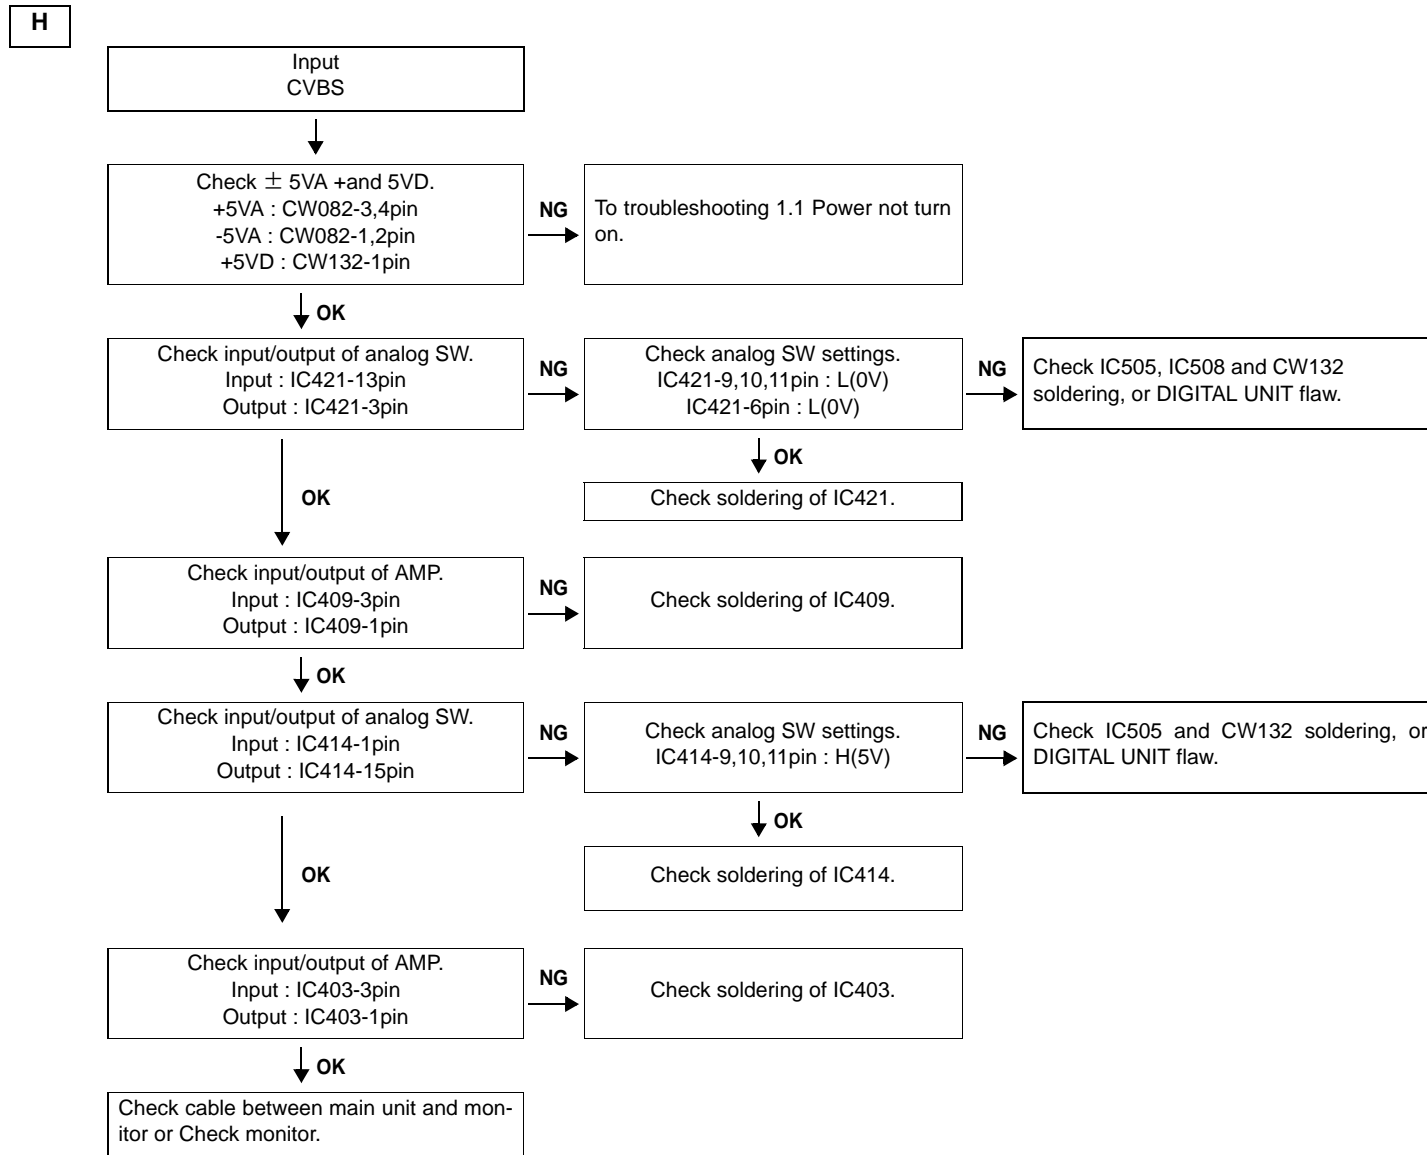 H
Input
CVBS
Check ± 5VA +and 5VD.
+5VA : CW082-3,4pin
-5VA : CW082-1,2pin
+5VD : CW132-1pin
NG
To troubleshooting 1.1 Power not turn
on.
OK
Check input/output of analog SW.
Input : IC421-13pin
Output : IC421-3pin
NG
Check analog SW settings.
IC421-9,10,11pin : L(0V)
IC421-6pin : L(0V)
NG
Check IC505, IC508 and CW132
soldering, or DIGITAL UNIT flaw.
OK
Check soldering of IC421.
OK
Check input/output of AMP.
Input : IC409-3pin
Output : IC409-1pin
NG
Check soldering of IC409.
OK
Check input/output of analog SW.
Input : IC414-1pin
Output : IC414-15pin
NG
Check analog SW settings.
IC414-9,10,11pin : H(5V)
NG
Check IC505 and CW132 soldering, or
DIGITAL UNIT flaw.
OK
Check soldering of IC414.
OK
Check input/output of AMP.
Input : IC403-3pin
Output : IC403-1pin
NG
Check soldering of IC403.
OK
Check cable between main unit and mon-
itor or Check monitor.